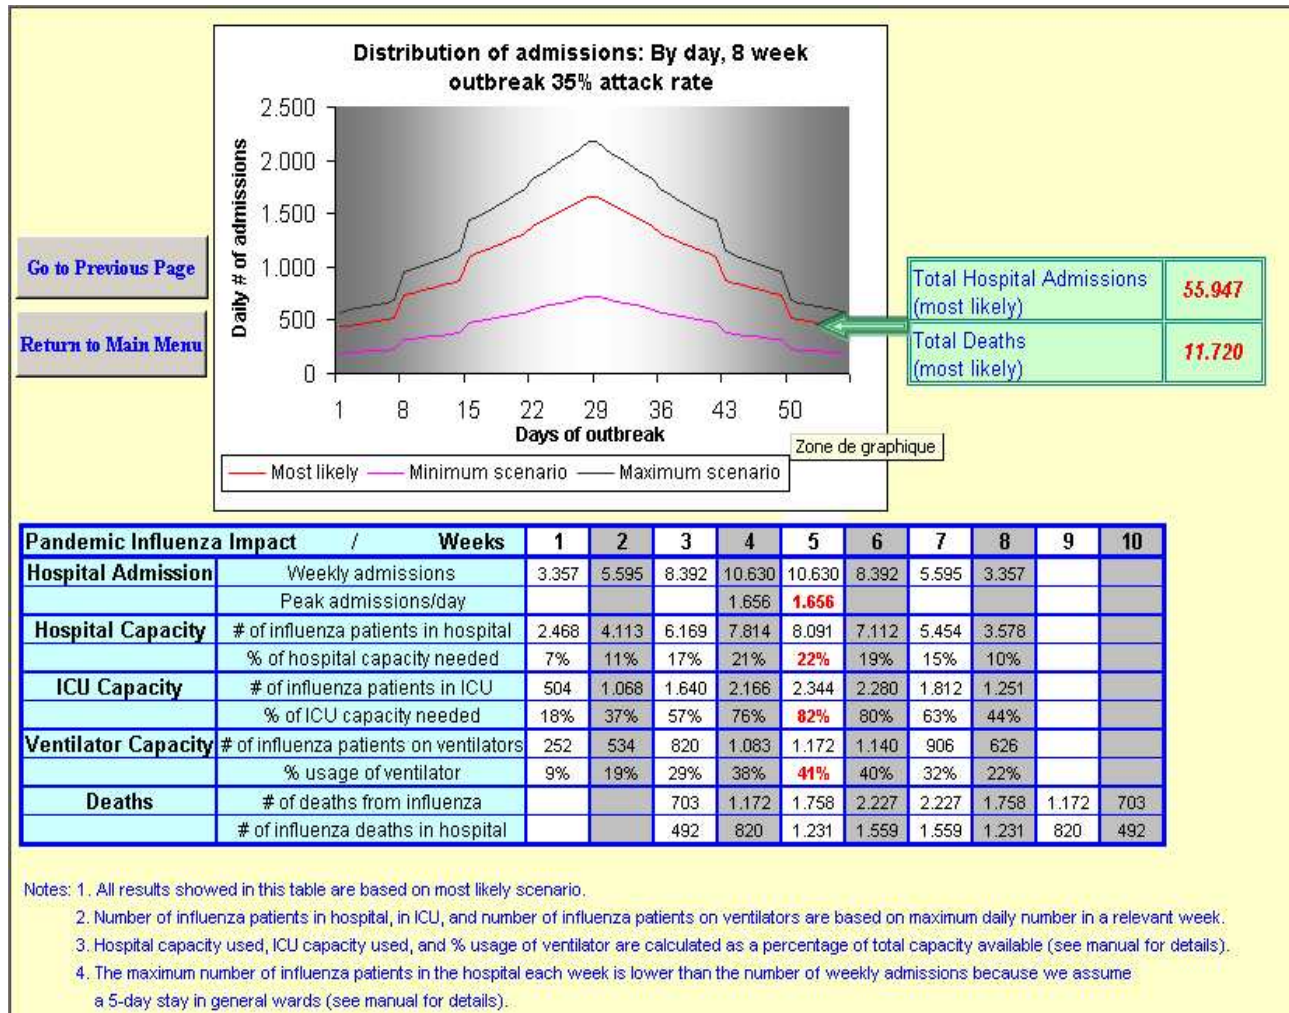 Distribution of admissions: By day, 8 week
outbreak 35% attack rate
Daily # of admissions
2.500
2.000
1.500
1.000
500
0
1 8 15 22 29 36 43 50
Days of outbreak
Zone de graphique
Most likely Minimum scenario Maximum scenario
Go to Previous Page
Return to Main Menu
Total Hospital Admissions
(most likely) 55.947
Total Deaths
(most likely) 11.720
Pandemic Influenza Impact / Weeks 1 2 3 4 5 6 7 8 9 10
Hospital Admission Weekly admissions 3.357 5.595 8.392 10.630 10.630 8.392 5.595 3.357
Peak admissions/day 1.656 1.656
Hospital Capacity # of influenza patients in hospital 2.468 4.113 6.169 7.814 8.091 7.112 5.454 3.578
% of hospital capacity needed 7% 11% 17% 21% 22% 19% 15% 10%
ICU Capacity # of influenza patients in ICU 504 1.068 1.640 2.166 2.344 2.280 1.812 1.251
% of ICU capacity needed 18% 37% 57% 76% 82% 80% 63% 44%
Ventilator Capacity # of influenza patients on ventilators 252 534 820 1.083 1.172 1.140 906 626
% usage of ventilator 9% 19% 29% 38% 41% 40% 32% 22%
Deaths # of deaths from influenza 703 1.172 1.758 2.227 2.227 1.758 1.172 703
# of influenza deaths in hospital 492 820 1.231 1.559 1.559 1.231 820 492
Notes: 1. All results showed in this table are based on most likely scenario.
2. Number of influenza patients in hospital, in ICU, and number of influenza patients on ventilators are based on maximum daily number in a relevant week.
3. Hospital capacity used, ICU capacity used, and % usage of ventilator are calculated as a percentage of total capacity available (see manual for details).
4. The maximum number of influenza patients in the hospital each week is lower than the number of weekly admissions because we assume
a 5-day stay in general wards (see manual for details).